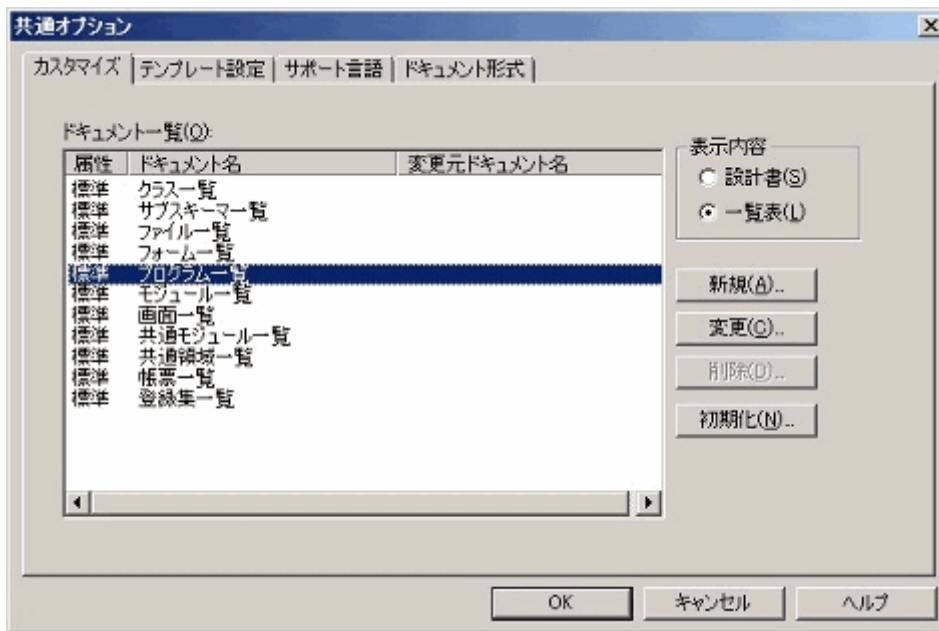 共通オプション
カスタマイズ テンプレート設定 サポート言語 ドキュメント形式
ドキュメント一覧(O):
属性 ドキュメント名 変更元ドキュメント名
標準 クラス一覧
標準 サブスキーマ一覧
標準 ファイル一覧
標準 フォーム一覧
標準 プログラム一覧
標準 モジュール一覧
標準 画面一覧
標準 共通モジュール一覧
標準 共通領域一覧
標準 帳票一覧
標準 登録集一覧
表示内容
設計書(S)
一覧表(L)
新規(A)..
変更(C)..
削除(D)..
初期化(N)..
OK キャンセル ヘルプ